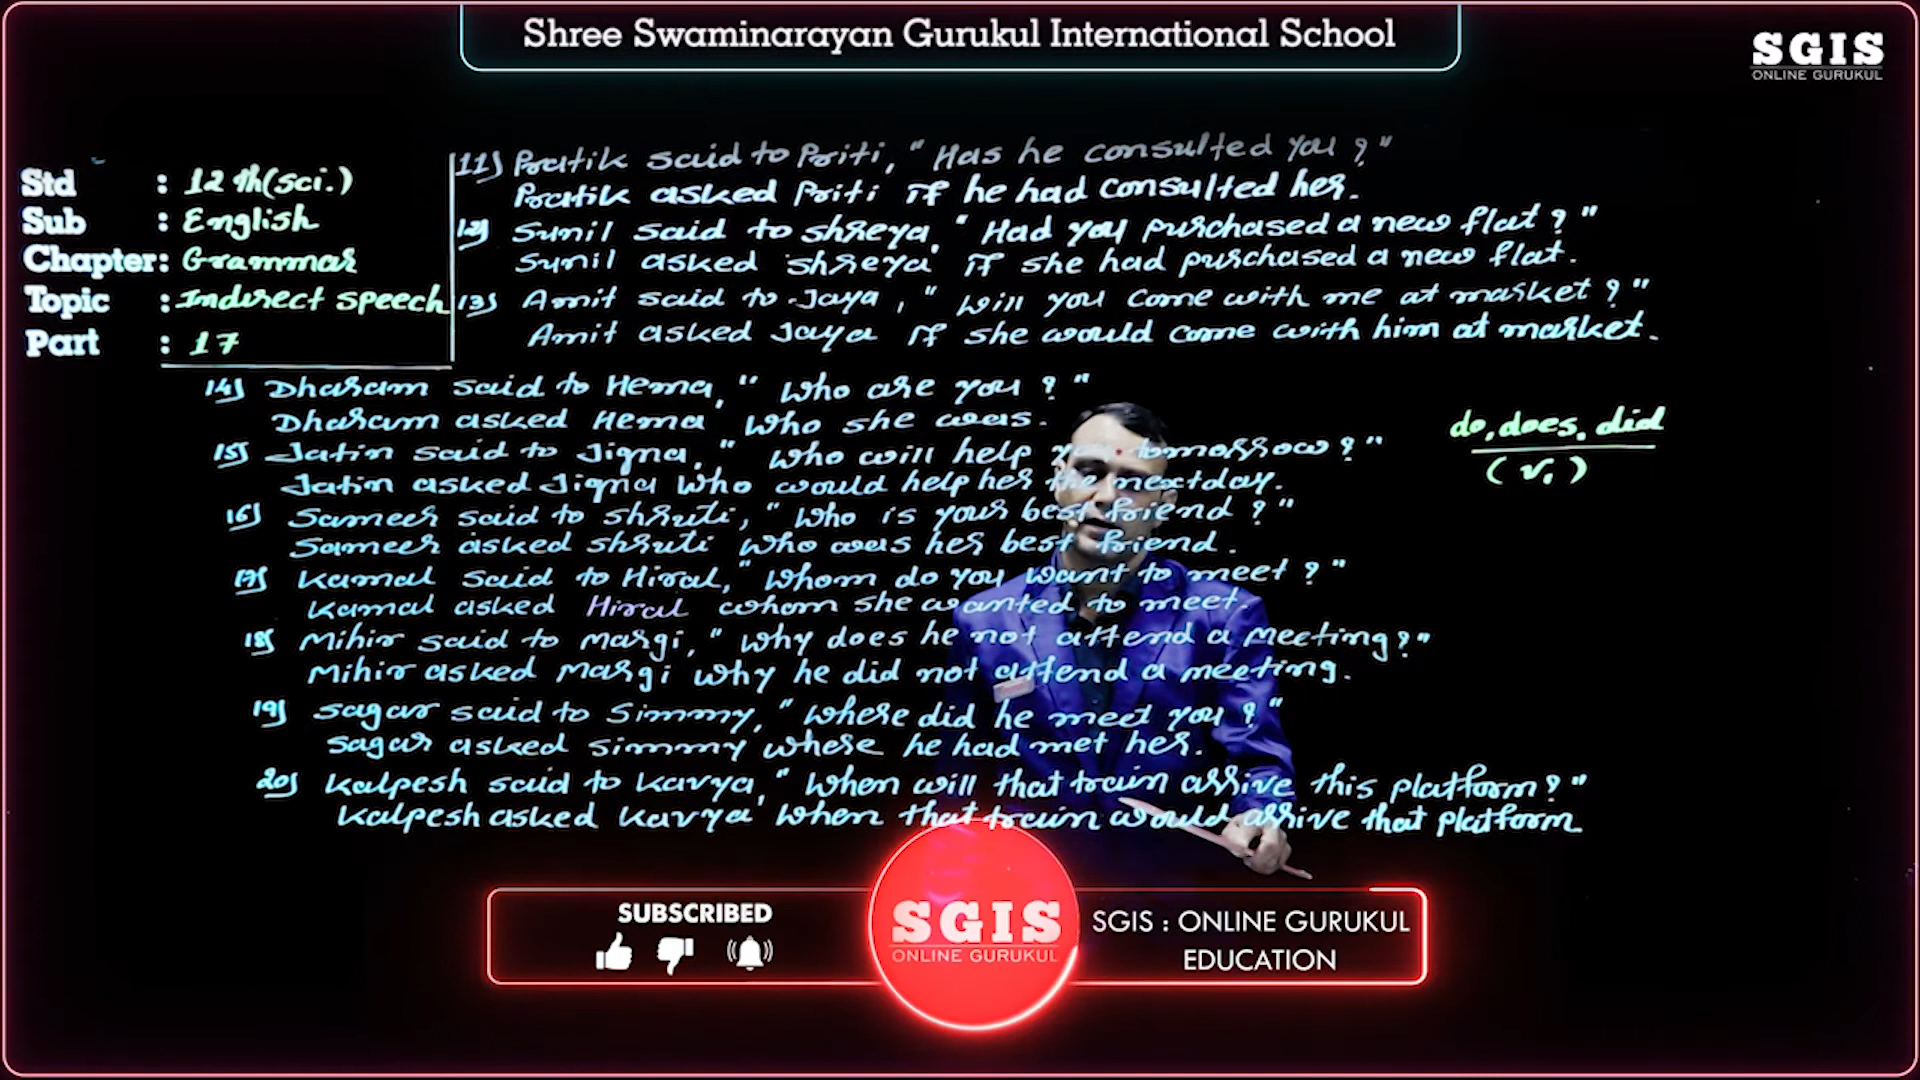 Shree Swaminarayan Gurukul International School
SGIS
ONLINE GURUKUL
Std : 12th (sci.)
Sub : English
Chapter: Grammar
Topic : Indirect speech
Part : 17
11) Pratik said to Priti, "Has he consulted you?"
Pratik asked Priti if he had consulted her.
12) Sunil said to shreya, "Had you purchased a new flat?"
Sunil asked shreya if she had purchased a new flat.
13) Amit said to Jaya, "Will you come with me at market?"
Amit asked Jaya if she would come with him at market.
14) Dharam said to Hema, "Who are you?"
Dharam asked Hema who she was.
15) Jatin said to Jigna, "Who will help you tomorrow?"
Jatin asked Jigna who would help her the next day.
16) Sameer said to Shruti, "Who is your best friend?"
Sameer asked shruti who was her best friend.
17) Kamal said to Hiral, "Whom do you want to meet?"
Kamal asked Hiral whom she wanted to meet.
18) Mihir said to Margi, "Why does he not attend a meeting?"
Mihir asked Margi why he did not attend a meeting.
19) Sagar said to Simmy, "Where did he meet you?"
Sagar asked simmy where he had met her.
20) Kalpesh said to Kavya, "When will that train arrive this platform?"
Kalpesh asked Kavya when that train would arrive that platform
do, does, did
(V₁)
SUBSCRIBED
SGIS
ONLINE GURUKUL
SGIS : ONLINE GURUKUL
EDUCATION